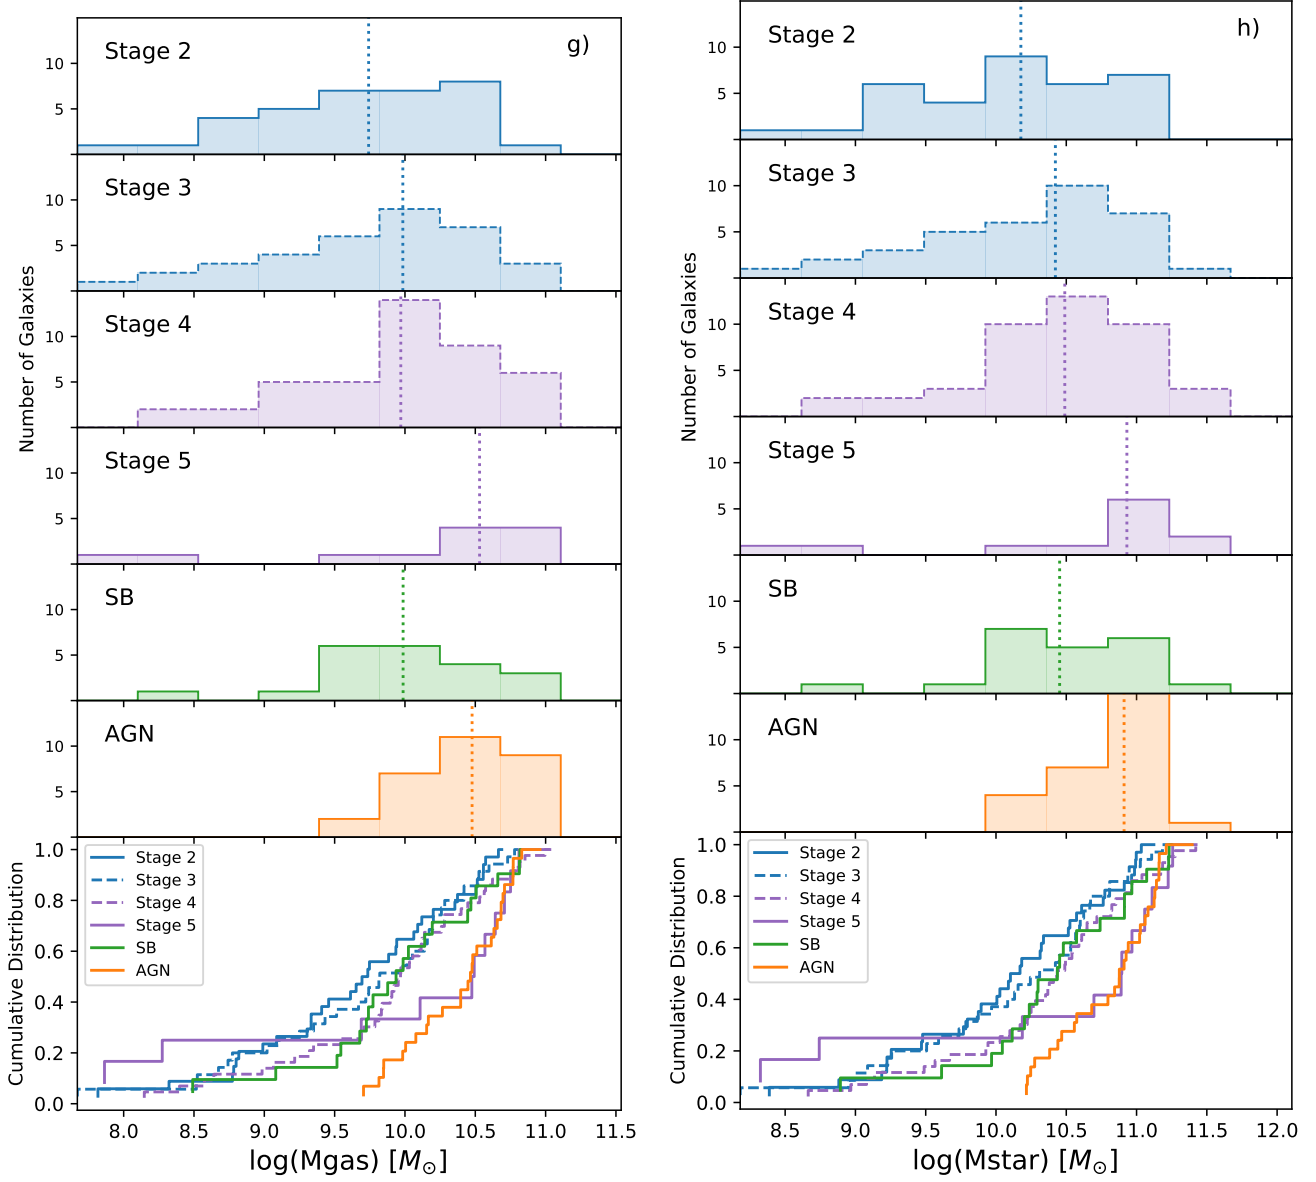 g)
Stage 2
10
5
Stage 3
10
5
Stage 4
10
5
Stage 5
10
5
SB
10
5
AGN
10
5
Number of Galaxies
1.0
0.8
0.6
0.4
0.2
0.0
Cumulative Distribution
Stage 2
Stage 3
Stage 4
Stage 5
SB
AGN
8.0 8.5 9.0 9.5 10.0 10.5 11.0 11.5
log(Mgas) [M⊙]
h)
Stage 2
10
5
Stage 3
10
5
Stage 4
10
5
Stage 5
10
5
SB
10
5
AGN
10
5
Number of Galaxies
1.0
0.8
0.6
0.4
0.2
0.0
Cumulative Distribution
Stage 2
Stage 3
Stage 4
Stage 5
SB
AGN
8.5 9.0 9.5 10.0 10.5 11.0 11.5 12.0
log(Mstar) [M⊙]